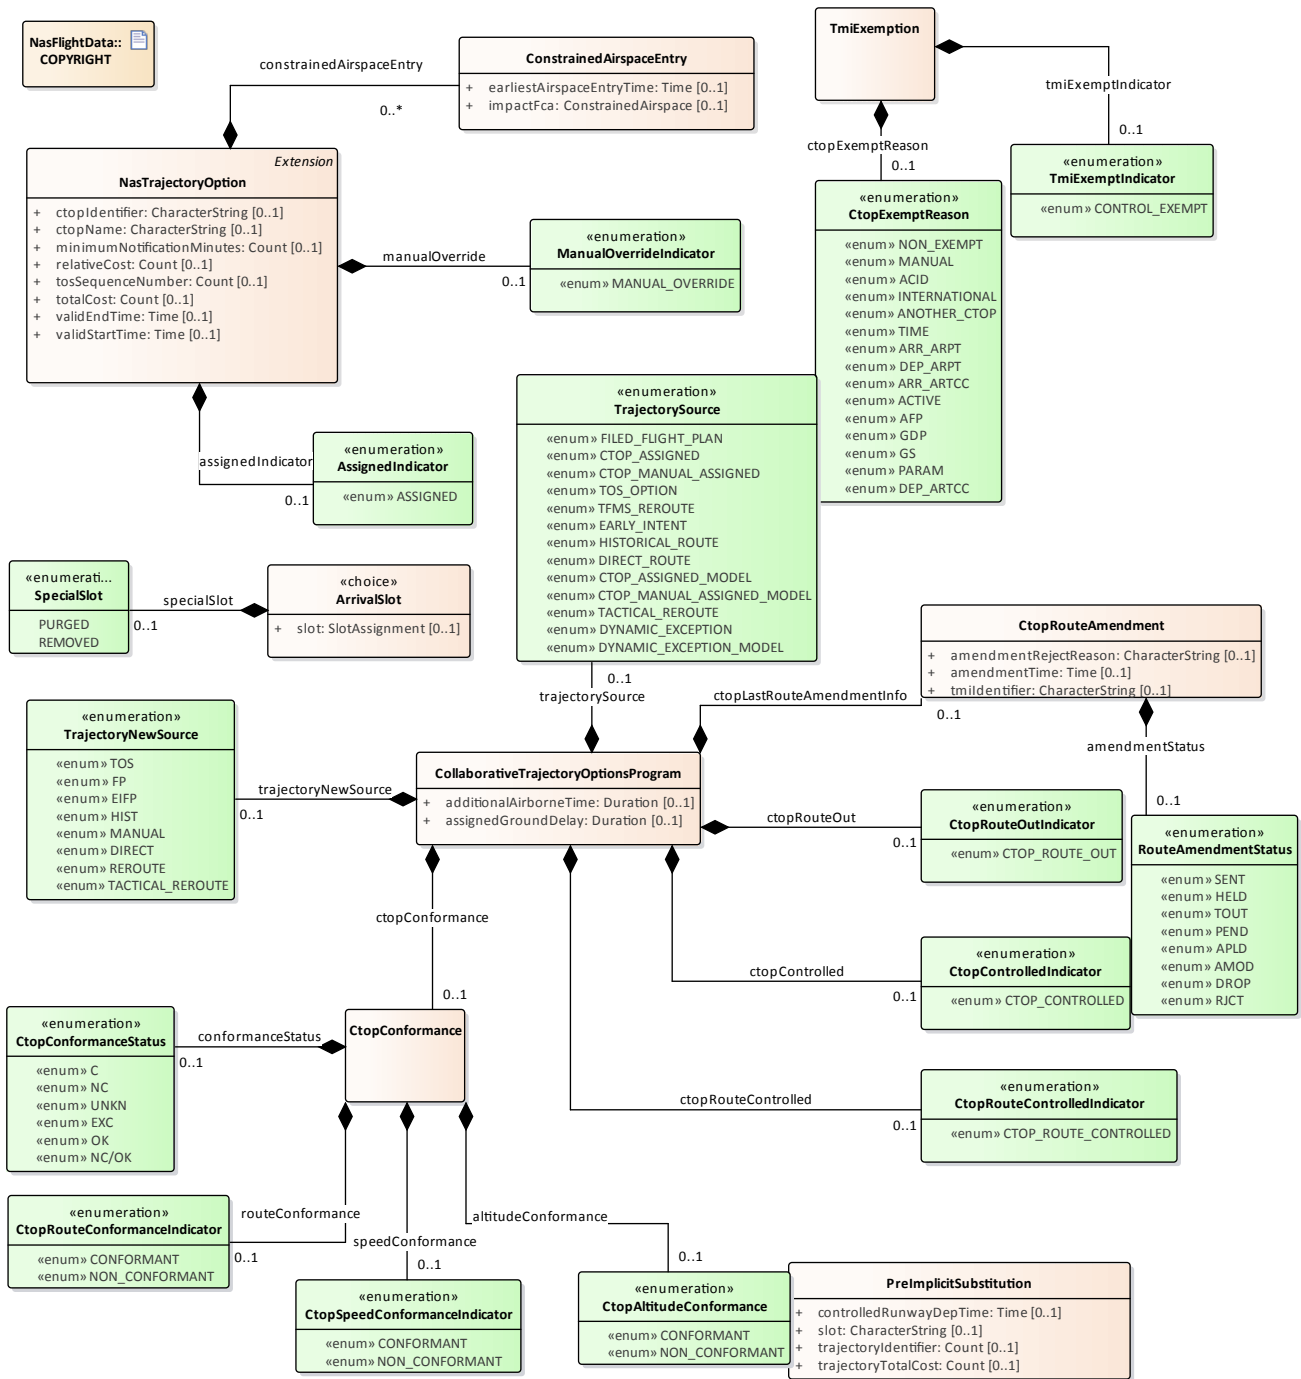 NasFlightData::
COPYRIGHT
constrainedAirspaceEntry
0..*
ConstrainedAirspaceEntry
+ earliestAirspaceEntryTime: Time [0..1]
+ impactFca: ConstrainedAirspace [0..1]
TmiExemption
tmiExemptIndicator
0..1
ctopExemptReason
0..1
«enumeration»
TmiExemptIndicator
«enum» CONTROL_EXEMPT
Extension
NasTrajectoryOption
+ ctopIdentifier: CharacterString [0..1]
+ ctopName: CharacterString [0..1]
+ minimumNotificationMinutes: Count [0..1]
+ relativeCost: Count [0..1]
+ tosSequenceNumber: Count [0..1]
+ totalCost: Count [0..1]
+ validEndTime: Time [0..1]
+ validStartTime: Time [0..1]
manualOverride
0..1
«enumeration»
ManualOverrideIndicator
«enum» MANUAL_OVERRIDE
«enumeration»
CtopExemptReason
«enum» NON_EXEMPT
«enum» MANUAL
«enum» ACID
«enum» INTERNATIONAL
«enum» ANOTHER_CTOP
«enum» TIME
«enum» ARR_ARPT
«enum» DEP_ARPT
«enum» ARR_ARTCC
«enum» ACTIVE
«enum» AFP
«enum» GDP
«enum» GS
«enum» PARAM
«enum» DEP_ARTCC
assignedIndicator
0..1
«enumeration»
AssignedIndicator
«enum» ASSIGNED
«enumeration»
TrajectorySource
«enum» FILED_FLIGHT_PLAN
«enum» CTOP_ASSIGNED
«enum» CTOP_MANUAL_ASSIGNED
«enum» TOS_OPTION
«enum» TFMS_REROUTE
«enum» EARLY_INTENT
«enum» HISTORICAL_ROUTE
«enum» DIRECT_ROUTE
«enum» CTOP_ASSIGNED_MODEL
«enum» CTOP_MANUAL_ASSIGNED_MODEL
«enum» TACTICAL_REROUTE
«enum» DYNAMIC_EXCEPTION
«enum» DYNAMIC_EXCEPTION_MODEL
0..1
trajectorySource
«enumerati...
SpecialSlot
PURGED
REMOVED
specialSlot
0..1
«choice»
ArrivalSlot
+ slot: SlotAssignment [0..1]
CtopRouteAmendment
+ amendmentRejectReason: CharacterString [0..1]
+ amendmentTime: Time [0..1]
+ tmiIdentifier: CharacterString [0..1]
ctopLastRouteAmendmentInfo
0..1
amendmentStatus
0..1
«enumeration»
TrajectoryNewSource
«enum» TOS
«enum» FP
«enum» EIFP
«enum» HIST
«enum» MANUAL
«enum» DIRECT
«enum» REROUTE
«enum» TACTICAL_REROUTE
trajectoryNewSource
0..1
CollaborativeTrajectoryOptionsProgram
+ additionalAirborneTime: Duration [0..1]
+ assignedGroundDelay: Duration [0..1]
ctopRouteOut
0..1
«enumeration»
CtopRouteOutIndicator
«enum» CTOP_ROUTE_OUT
«enumeration»
RouteAmendmentStatus
«enum» SENT
«enum» HELD
«enum» TOUT
«enum» PEND
«enum» APLD
«enum» AMOD
«enum» DROP
«enum» RJCT
ctopConformance
0..1
ctopControlled
0..1
«enumeration»
CtopControlledIndicator
«enum» CTOP_CONTROLLED
«enumeration»
CtopConformanceStatus
«enum» C
«enum» NC
«enum» UNKN
«enum» EXC
«enum» OK
«enum» NC/OK
conformanceStatus
0..1
CtopConformance
ctopRouteControlled
0..1
«enumeration»
CtopRouteControlledIndicator
«enum» CTOP_ROUTE_CONTROLLED
«enumeration»
CtopRouteConformanceIndicator
«enum» CONFORMANT
«enum» NON_CONFORMANT
routeConformance
0..1
speedConformance
0..1
altitudeConformance
0..1
«enumeration»
CtopSpeedConformanceIndicator
«enum» CONFORMANT
«enum» NON_CONFORMANT
«enumeration»
CtopAltitudeConformance
«enum» CONFORMANT
«enum» NON_CONFORMANT
PreImplicitSubstitution
+ controlledRunwayDepTime: Time [0..1]
+ slot: CharacterString [0..1]
+ trajectoryIdentifier: Count [0..1]
+ trajectoryTotalCost: Count [0..1]